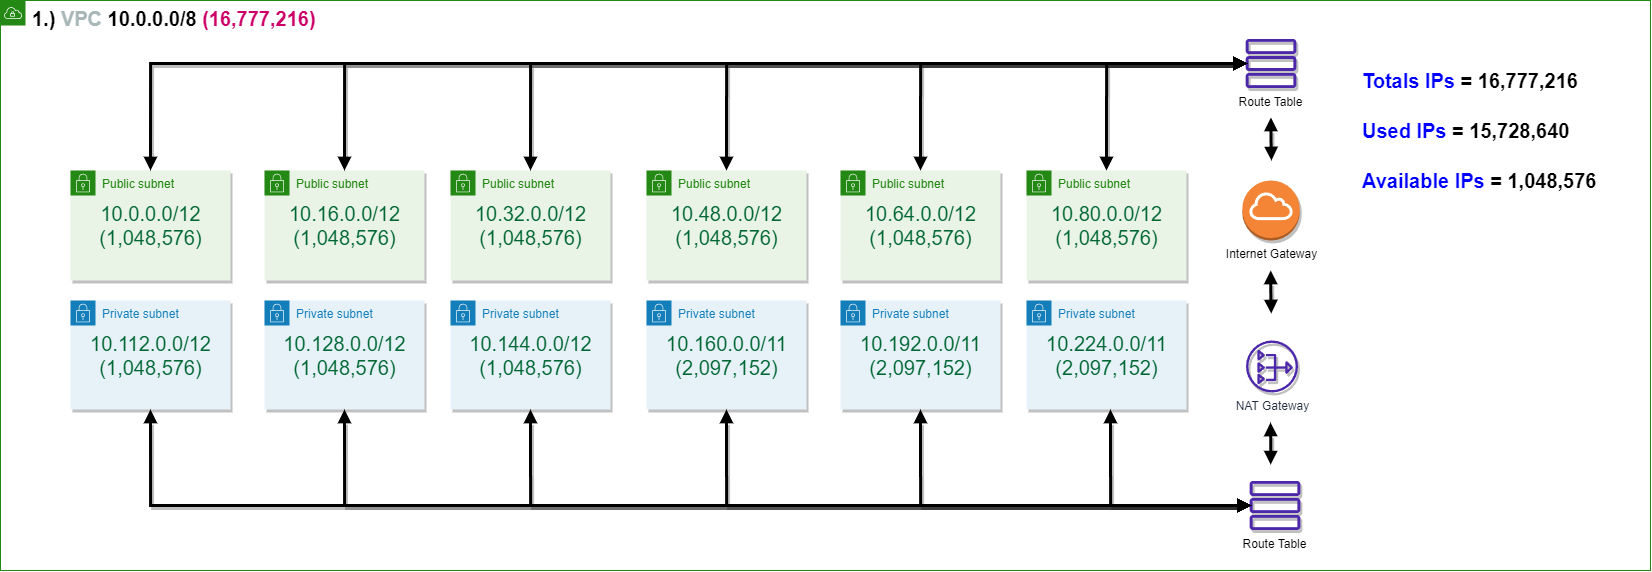 1.) VPC 10.0.0.0/8 (16,777,216)
Route Table
Totals IPs = 16,777,216
Used IPs = 15,728,640
Available IPs = 1,048,576
Public subnet
10.0.0.0/12
(1,048,576)
Public subnet
10.16.0.0/12
(1,048,576)
Public subnet
10.32.0.0/12
(1,048,576)
Public subnet
10.48.0.0/12
(1,048,576)
Public subnet
10.64.0.0/12
(1,048,576)
Public subnet
10.80.0.0/12
(1,048,576)
Internet Gateway
Private subnet
10.112.0.0/12
(1,048,576)
Private subnet
10.128.0.0/12
(1,048,576)
Private subnet
10.144.0.0/12
(1,048,576)
Private subnet
10.160.0.0/11
(2,097,152)
Private subnet
10.192.0.0/11
(2,097,152)
Private subnet
10.224.0.0/11
(2,097,152)
NAT Gateway
Route Table